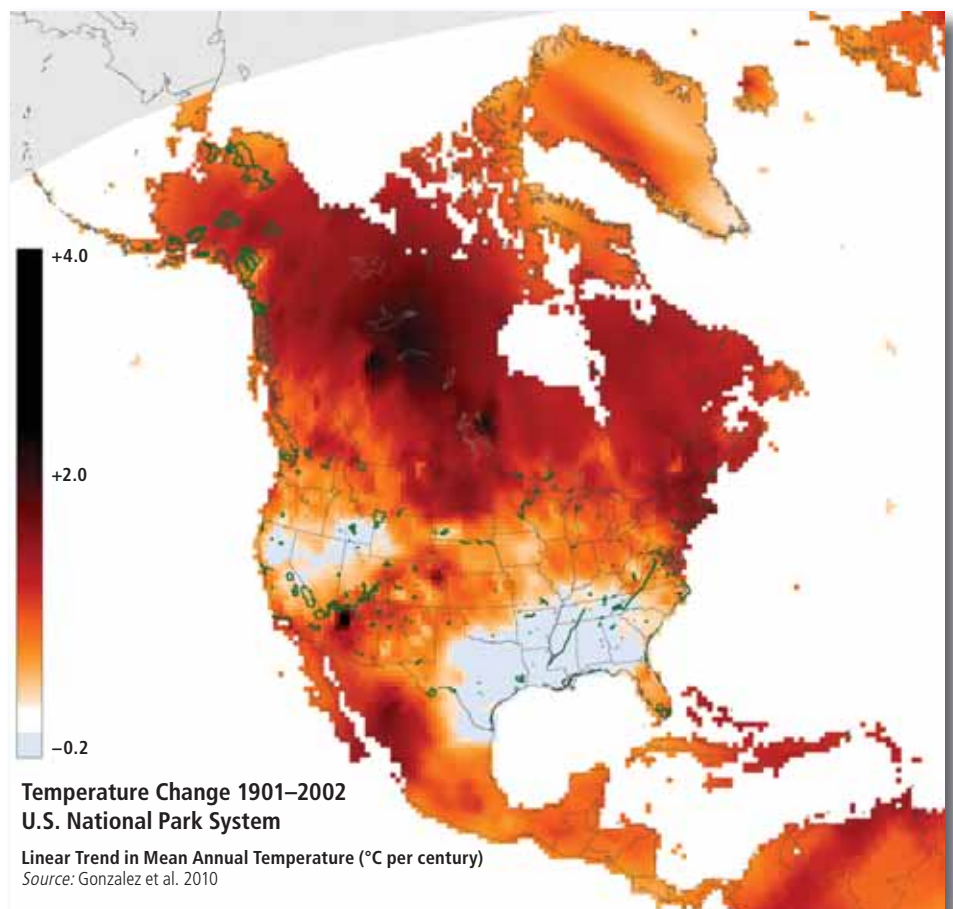 +4.0
+2.0
−0.2
Temperature Change 1901–2002
U.S. National Park System
Linear Trend in Mean Annual Temperature (°C per century)
Source: Gonzalez et al. 2010